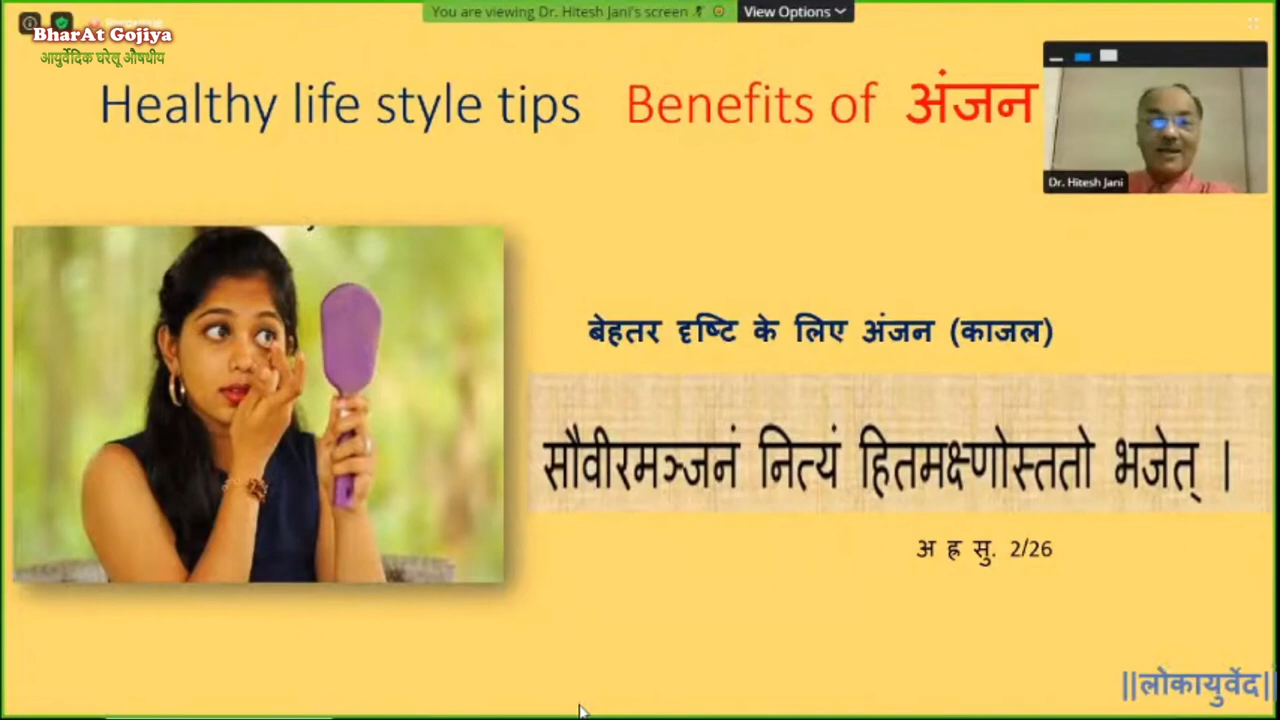 You are viewing Dr. Hitesh Jani's screen
View Options
BharAt Gojiya
आयुर्वेदिक घरेलू औषधीय
Healthy life style tips Benefits of अंजन
Dr. Hitesh Jani
बेहतर दृष्टि के लिए अंजन (काजल)
सौवीरमञ्जनं नित्यं हितमक्ष्णोस्ततो भजेत् ।
अ ह्र सु. 2/26
||लोकायुर्वेद||